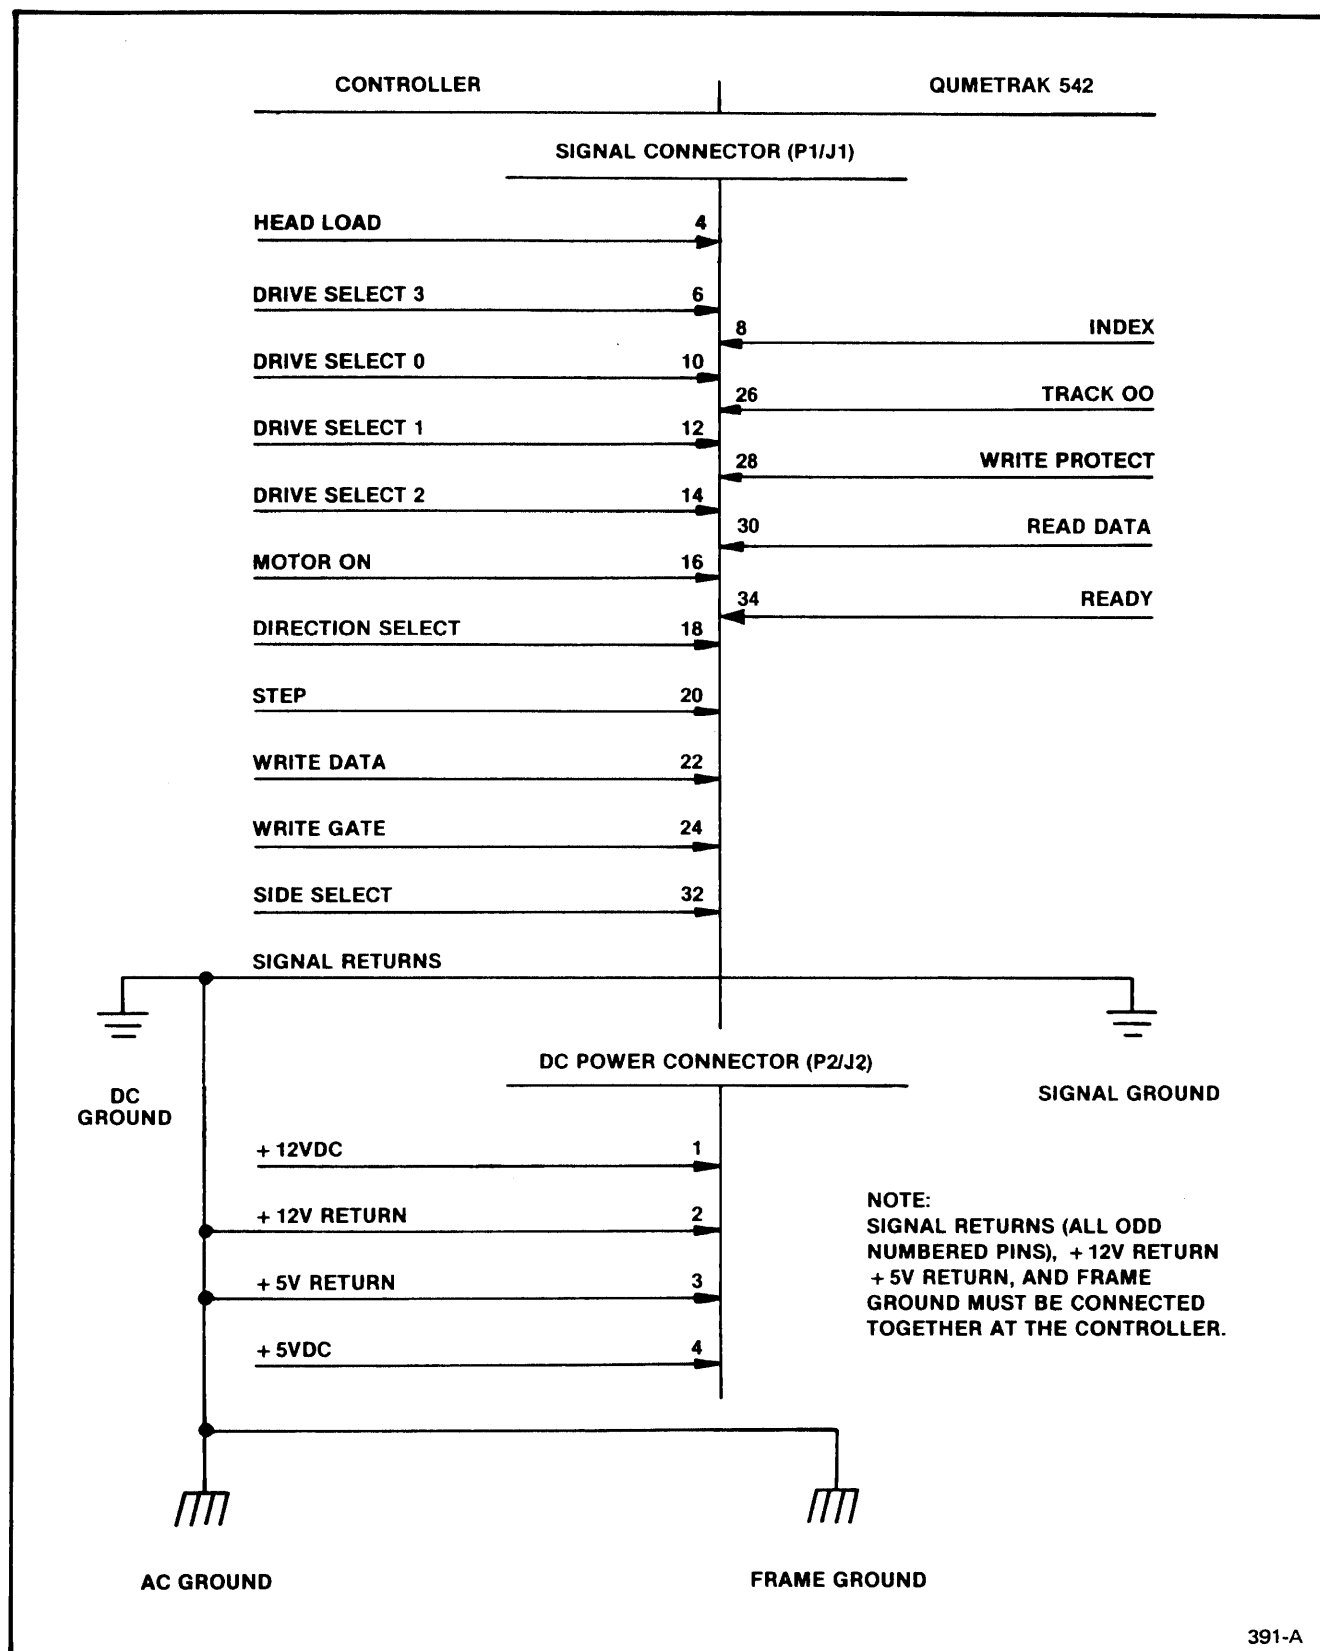 CONTROLLER
QUMETRAK 542
SIGNAL CONNECTOR (P1/J1)
HEAD LOAD 4
DRIVE SELECT 3 6
8 INDEX
DRIVE SELECT 0 10
26 TRACK OO
DRIVE SELECT 1 12
28 WRITE PROTECT
DRIVE SELECT 2 14
30 READ DATA
MOTOR ON 16
34 READY
DIRECTION SELECT 18
STEP 20
WRITE DATA 22
WRITE GATE 24
SIDE SELECT 32
SIGNAL RETURNS
DC POWER CONNECTOR (P2/J2)
DC
GROUND
SIGNAL GROUND
+ 12VDC 1
+ 12V RETURN 2
+ 5V RETURN 3
+ 5VDC 4
NOTE:
SIGNAL RETURNS (ALL ODD
NUMBERED PINS), + 12V RETURN
+ 5V RETURN, AND FRAME
GROUND MUST BE CONNECTED
TOGETHER AT THE CONTROLLER.
AC GROUND
FRAME GROUND
391-A